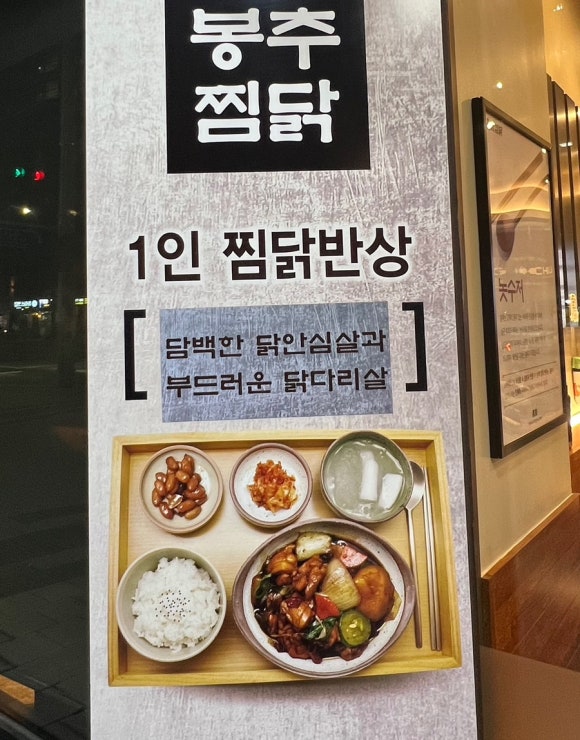 봉추
찜닭
1인 찜닭반상
담백한 닭안심살과
부드러운 닭다리살